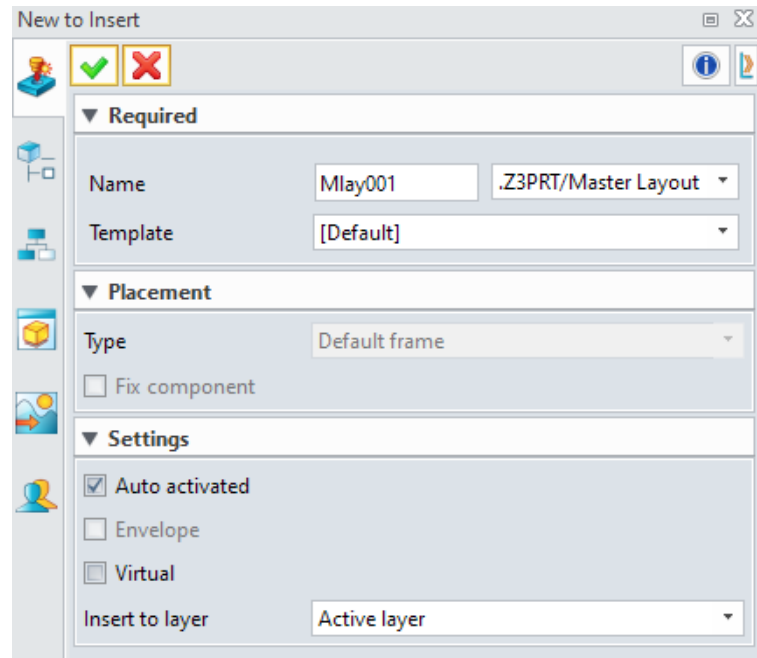 New to Insert
Required
Name Mlay001 .Z3PRT/Master Layout
Template [Default]
Placement
Type Default frame
Fix component
Settings
Auto activated
Envelope
Virtual
Insert to layer Active layer